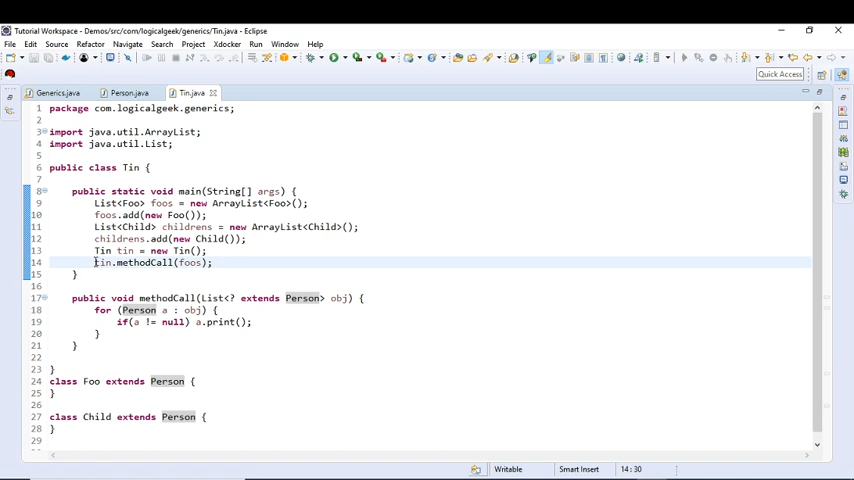 Tutorial Workspace - Demos/src/com/logicalgeek/generics/Tin.java - Eclipse
File Edit Source Refactor Navigate Search Project Xdocker Run Window Help
Quick Access
Generics.java Person.java Tin.java
1 package com.logicalgeek.generics;
2
3 import java.util.ArrayList;
4 import java.util.List;
5
6 public class Tin {
7
8 public static void main(String[] args) {
9 List<Foo> foos = new ArrayList<Foo>();
10 foos.add(new Foo());
11 List<Child> childrens = new ArrayList<Child>();
12 childrens.add(new Child());
13 Tin tin = new Tin();
14 tin.methodCall(foos);
15 }
16
17 public void methodCall(List<? extends Person> obj) {
18 for (Person a : obj) {
19 if(a != null) a.print();
20 }
21 }
22
23 }
24 class Foo extends Person {
25 }
26
27 class Child extends Person {
28 }
29
Writable Smart Insert 14:30